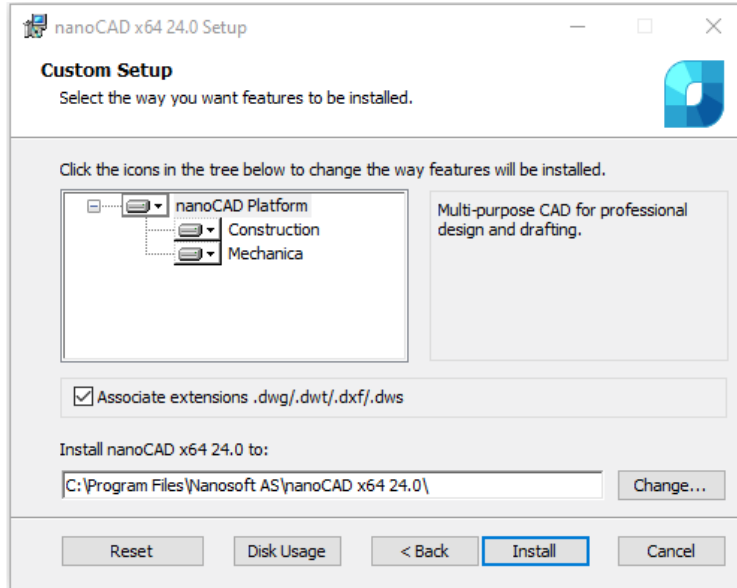 nanoCAD x64 24.0 Setup
Custom Setup
Select the way you want features to be installed.
Click the icons in the tree below to change the way features will be installed.
nanoCAD Platform
Construction
Mechanica
Multi-purpose CAD for professional
design and drafting.
Associate extensions .dwg/.dwt/.dxf/.dws
Install nanoCAD x64 24.0 to:
C:\Program Files\Nanosoft AS\nanoCAD x64 24.0\
Change...
Reset
Disk Usage
< Back
Install
Cancel